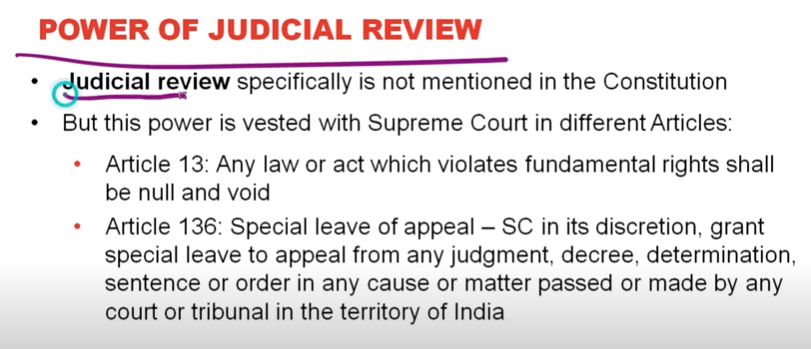 POWER OF JUDICIAL REVIEW
• Judicial review specifically is not mentioned in the Constitution
• But this power is vested with Supreme Court in different Articles:
• Article 13: Any law or act which violates fundamental rights shall
be null and void
• Article 136: Special leave of appeal – SC in its discretion, grant
special leave to appeal from any judgment, decree, determination,
sentence or order in any cause or matter passed or made by any
court or tribunal in the territory of India